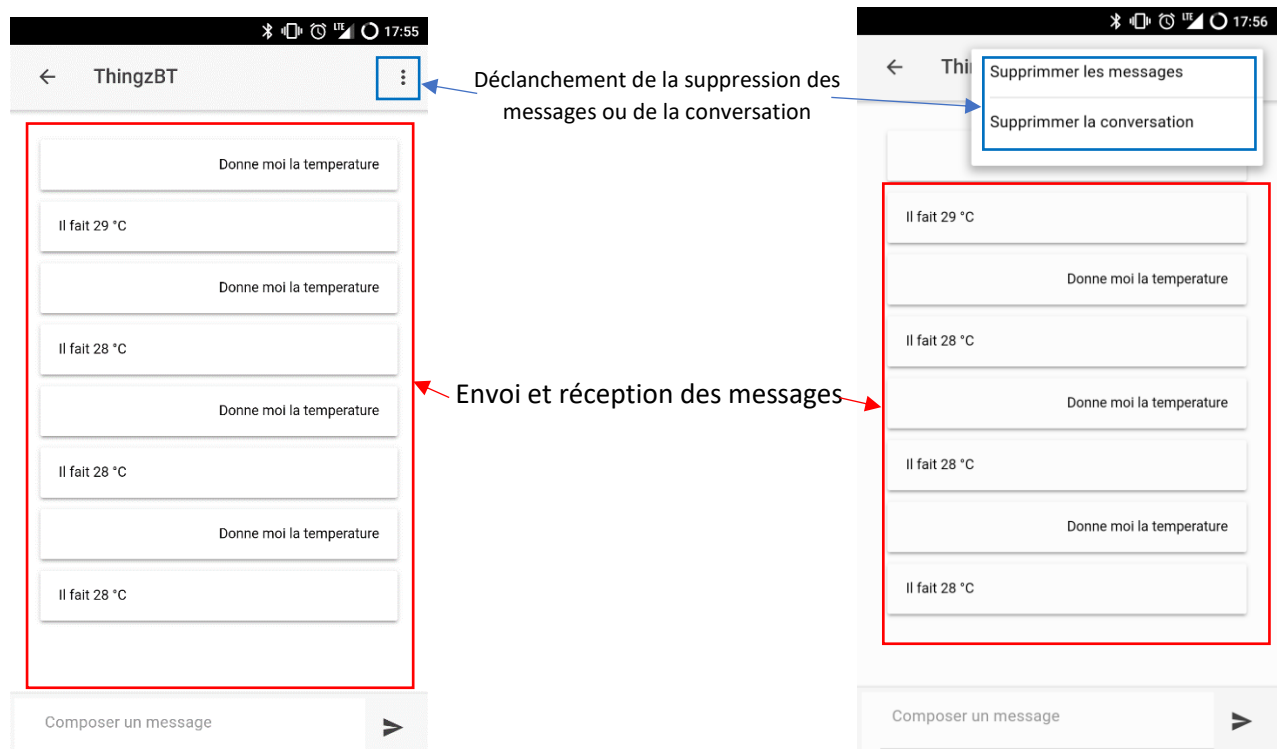 LTE 17:55
ThingzBT
Donne moi la temperature
Il fait 29 °C
Donne moi la temperature
Il fait 28 °C
Donne moi la temperature
Il fait 28 °C
Donne moi la temperature
Il fait 28 °C
Composer un message
Déclanchement de la suppression des
messages ou de la conversation
Envoi et réception des messages
LTE 17:56
Thi
Supprimmer les messages
Supprimmer la conversation
Il fait 29 °C
Donne moi la temperature
Il fait 28 °C
Donne moi la temperature
Il fait 28 °C
Donne moi la temperature
Il fait 28 °C
Composer un message